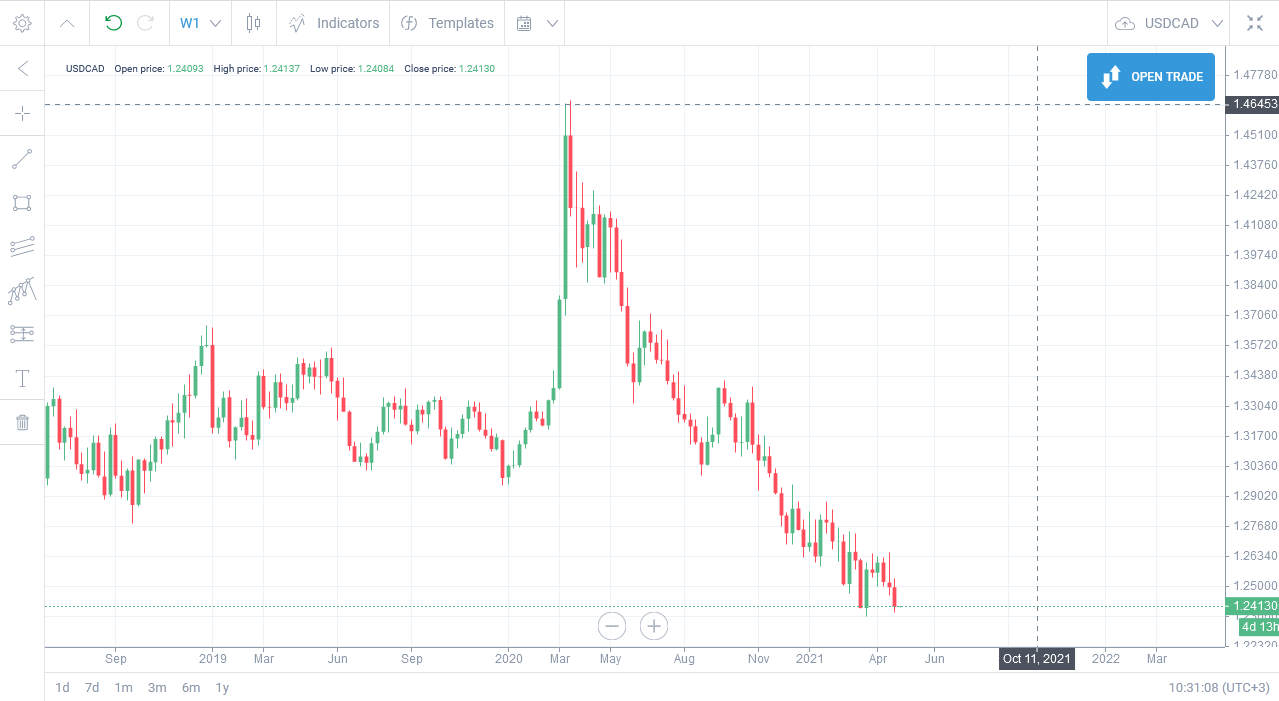 W1 Indicators Templates USDCAD
USDCAD Open price: 1.24093 High price: 1.24137 Low price: 1.24084 Close price: 1.24130
OPEN TRADE
1.47780
1.46453
1.45100
1.43760
1.42420
1.41080
1.39740
1.38400
1.37060
1.35720
1.34380
1.33040
1.31700
1.30360
1.29020
1.27680
1.26340
1.25000
1.24130
4d 13h
1.22320
Sep 2019 Mar Jun Sep 2020 Mar May Aug Nov 2021 Apr Jun Oct 11, 2021 2022 Mar
1d 7d 1m 3m 6m 1y 10:31:08 (UTC+3)
T